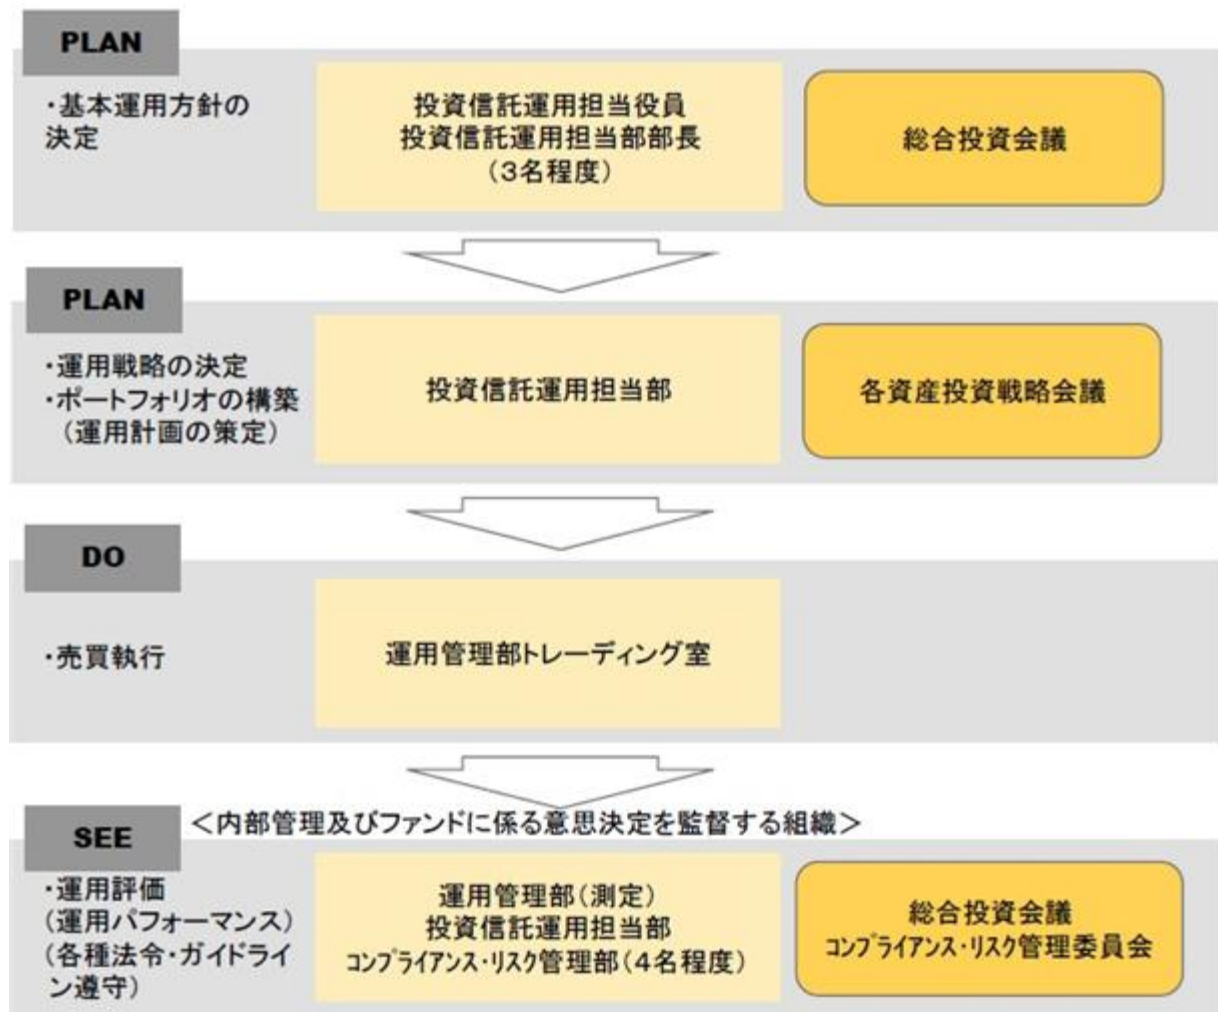 PLAN
・基本運用方針の
決定
投資信託運用担当役員
投資信託運用担当部部長
（３名程度）
総合投資会議
PLAN
・運用戦略の決定
・ポートフォリオの構築
（運用計画の策定）
投資信託運用担当部
各資産投資戦略会議
DO
・売買執行
運用管理部トレーディング室
SEE
＜内部管理及びファンドに係る意思決定を監督する組織＞
・運用評価
（運用パフォーマンス）
（各種法令・ガイドライ
ン遵守）
運用管理部（測定）
投資信託運用担当部
ｺﾝﾌﾟﾗｲｱﾝｽ・ﾘｽｸ管理部（４名程度）
総合投資会議
ｺﾝﾌﾟﾗｲｱﾝｽ・ﾘｽｸ管理委員会